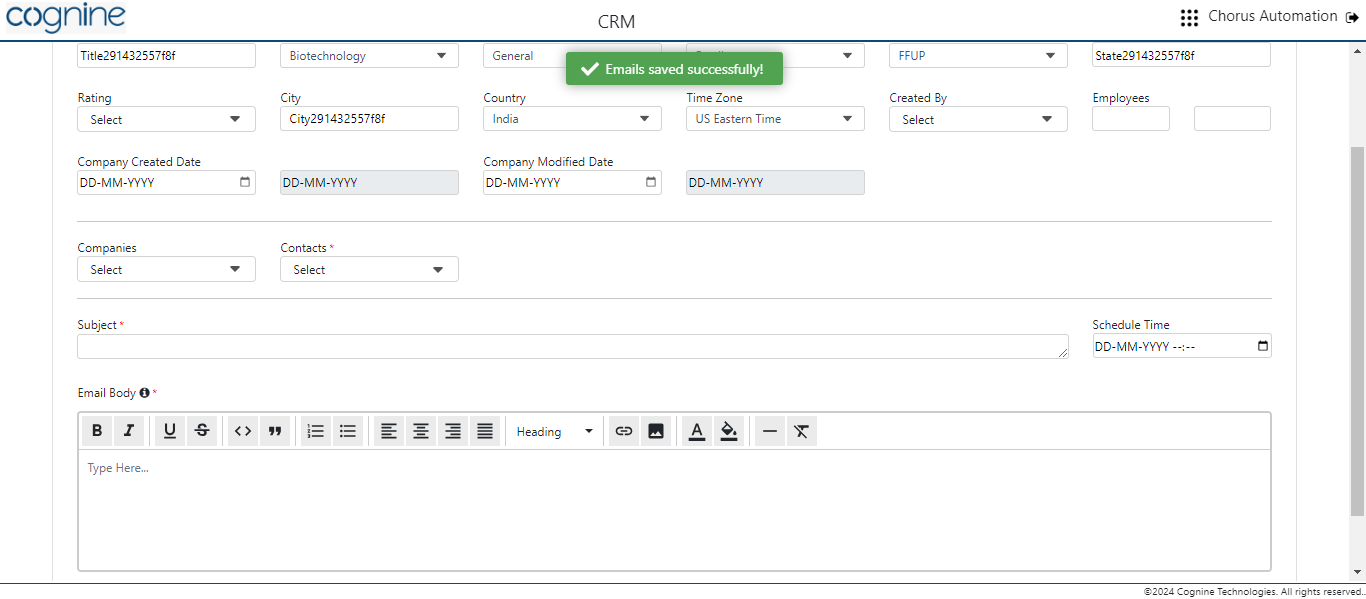 cognine
CRM
Chorus Automation
Title291432557f8f
Biotechnology
General
FFUP
State291432557f8f
Emails saved successfully!
Rating
City
Country
Time Zone
Created By
Employees
Select
City291432557f8f
India
US Eastern Time
Select
Company Created Date
Company Modified Date
DD-MM-YYYY
DD-MM-YYYY
DD-MM-YYYY
DD-MM-YYYY
Companies
Contacts *
Select
Select
Subject *
Schedule Time
DD-MM-YYYY --:--
Email Body *
B I U S <> " Heading A
Type Here...
©2024 Cognine Technologies. All rights reserved.